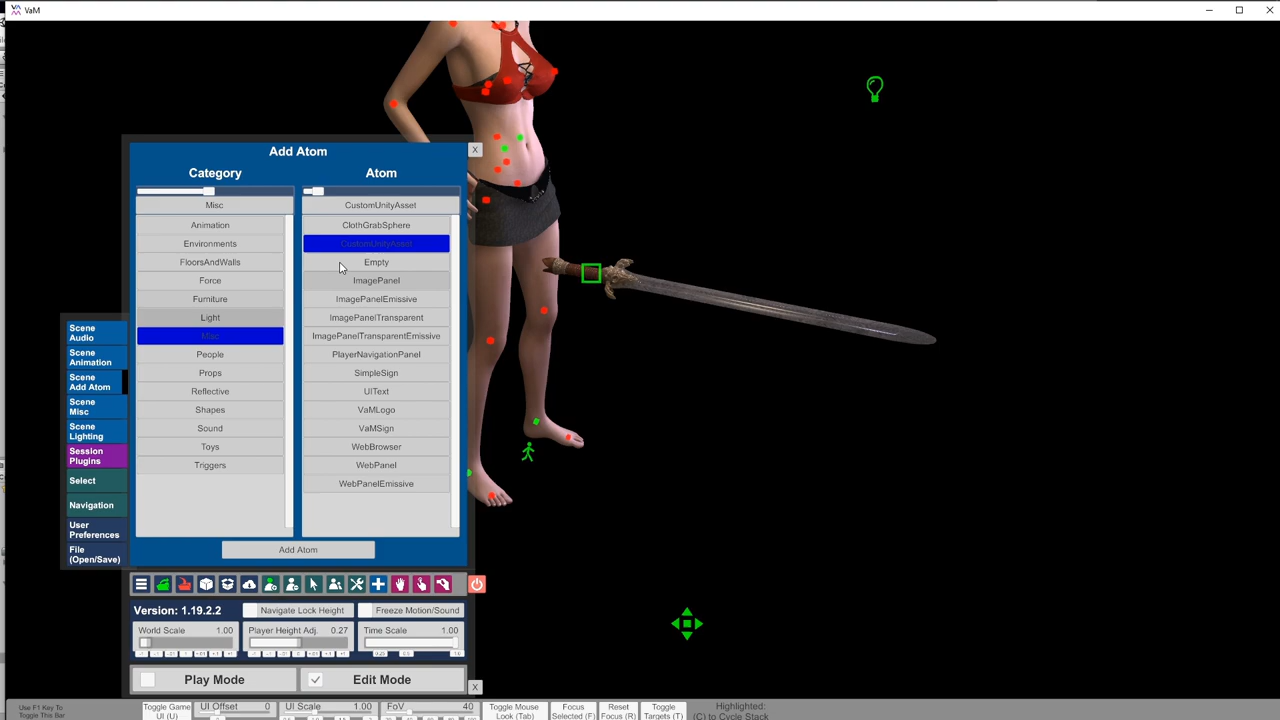 VaM
Add Atom
X
Category
Atom
Misc
CustomUnityAsset
Animation
ClothGrabSphere
Environments
CustomUnityAsset
FloorsAndWalls
Empty
Force
ImagePanel
Furniture
ImagePanelEmissive
Light
ImagePanelTransparent
Misc
ImagePanelTransparentEmissive
People
PlayerNavigationPanel
Props
SimpleSign
Reflective
UIText
Shapes
VaMLogo
Sound
VaMSign
Toys
WebBrowser
Triggers
WebPanel
WebPanelEmissive
Add Atom
Scene
Audio
Scene
Animation
Scene
Add Atom
Scene
Misc
Scene
Lighting
Session
Plugins
Select
Navigation
User
Preferences
File
(Open/Save)
Version: 1.19.2.2
Navigate Lock Height
Freeze Motion/Sound
World Scale 1.00
Player Height Adj. 0.27
Time Scale 1.00
Play Mode
Edit Mode
X
Use F1 Key To
Toggle This Bar
Toggle Game
UI (U)
UI Offset 0
UI Scale 1.00
FoV 40
Toggle Mouse
Look (Tab)
Focus
Selected (F)
Reset
Focus (R)
Toggle
Targets (T)
Highlighted:
(C) to Cycle Stack